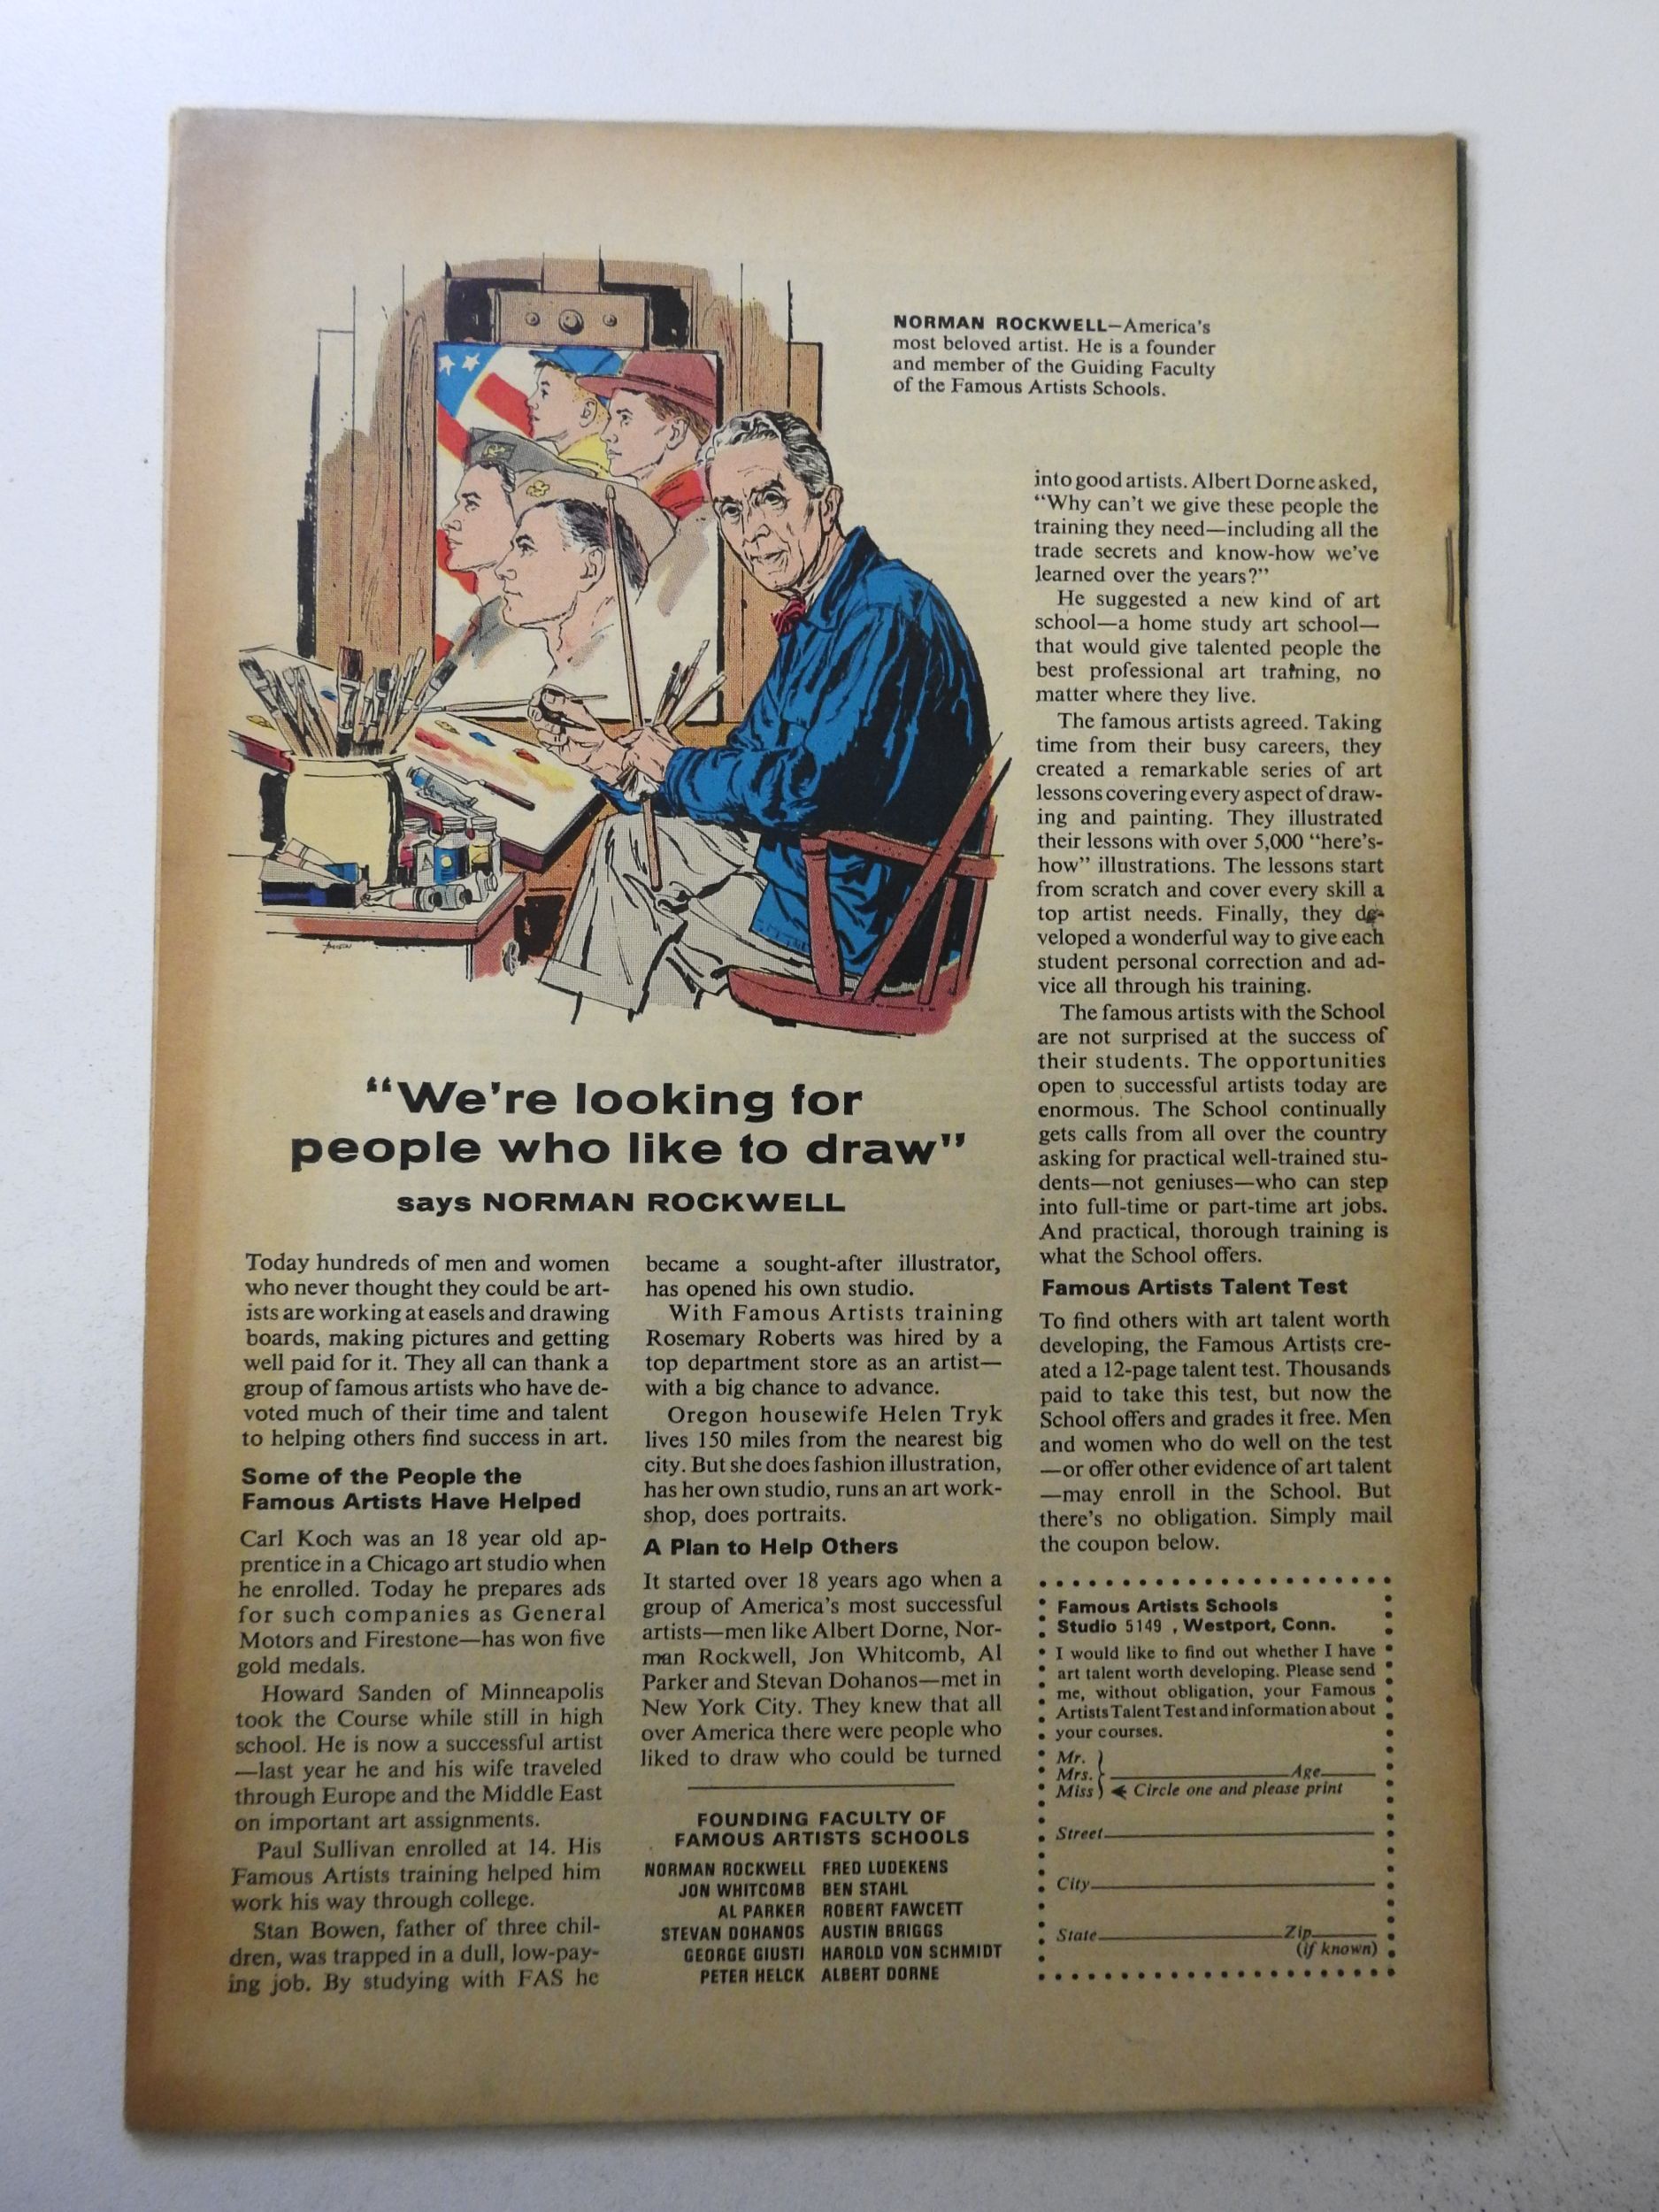 NORMAN ROCKWELL—America's
most beloved artist. He is a founder
and member of the Guiding Faculty
of the Famous Artists Schools.
"We're looking for
people who like to draw"
says NORMAN ROCKWELL
Today hundreds of men and women
who never thought they could be art-
ists are working at easels and drawing
boards, making pictures and getting
well paid for it. They all can thank a
group of famous artists who have de-
voted much of their time and talent
to helping others find success in art.
Some of the People the
Famous Artists Have Helped
Carl Koch was an 18 year old ap-
prentice in a Chicago art studio when
he enrolled. Today he prepares ads
for such companies as General
Motors and Firestone—has won five
gold medals.
Howard Sanden of Minneapolis
took the Course while still in high
school. He is now a successful artist
—last year he and his wife traveled
through Europe and the Middle East
on important art assignments.
Paul Sullivan enrolled at 14. His
Famous Artists training helped him
work his way through college.
Stan Bowen, father of three chil-
dren, was trapped in a dull, low-pay-
ing job. By studying with FAS he
became a sought-after illustrator,
has opened his own studio.
With Famous Artists training
Rosemary Roberts was hired by a
top department store as an artist—
with a big chance to advance.
Oregon housewife Helen Tryk
lives 150 miles from the nearest big
city. But she does fashion illustration,
has her own studio, runs an art work-
shop, does portraits.
A Plan to Help Others
It started over 18 years ago when a
group of America's most successful
artists—men like Albert Dorne, Nor-
man Rockwell, Jon Whitcomb, Al
Parker and Stevan Dohanos—met in
New York City. They knew that all
over America there were people who
liked to draw who could be turned
FOUNDING FACULTY OF
FAMOUS ARTISTS SCHOOLS
NORMAN ROCKWELL FRED LUDEKENS
JON WHITCOMB BEN STAHL
AL PARKER ROBERT FAWCETT
STEVAN DOHANOS AUSTIN BRIGGS
GEORGE GIUSTI HAROLD VON SCHMIDT
PETER HELCK ALBERT DORNE
into good artists. Albert Dorne asked,
"Why can't we give these people the
training they need—including all the
trade secrets and know-how we've
learned over the years?"
He suggested a new kind of art
school—a home study art school—
that would give talented people the
best professional art training, no
matter where they live.
The famous artists agreed. Taking
time from their busy careers, they
created a remarkable series of art
lessons covering every aspect of draw-
ing and painting. They illustrated
their lessons with over 5,000 "here's-
how" illustrations. The lessons start
from scratch and cover every skill a
top artist needs. Finally, they de-
veloped a wonderful way to give each
student personal correction and ad-
vice all through his training.
The famous artists with the School
are not surprised at the success of
their students. The opportunities
open to successful artists today are
enormous. The School continually
gets calls from all over the country
asking for practical well-trained stu-
dents—not geniuses—who can step
into full-time or part-time art jobs.
And practical, thorough training is
what the School offers.
Famous Artists Talent Test
To find others with art talent worth
developing, the Famous Artists cre-
ated a 12-page talent test. Thousands
paid to take this test, but now the
School offers and grades it free. Men
and women who do well on the test
—or offer other evidence of art talent
—may enroll in the School. But
there's no obligation. Simply mail
the coupon below.
Famous Artists Schools
Studio 5149 , Westport, Conn.
I would like to find out whether I have
art talent worth developing. Please send
me, without obligation, your Famous
Artists Talent Test and information about
your courses.
Mr.
Mrs. Age
Miss Circle one and please print
Street
City
State Zip
(if known)